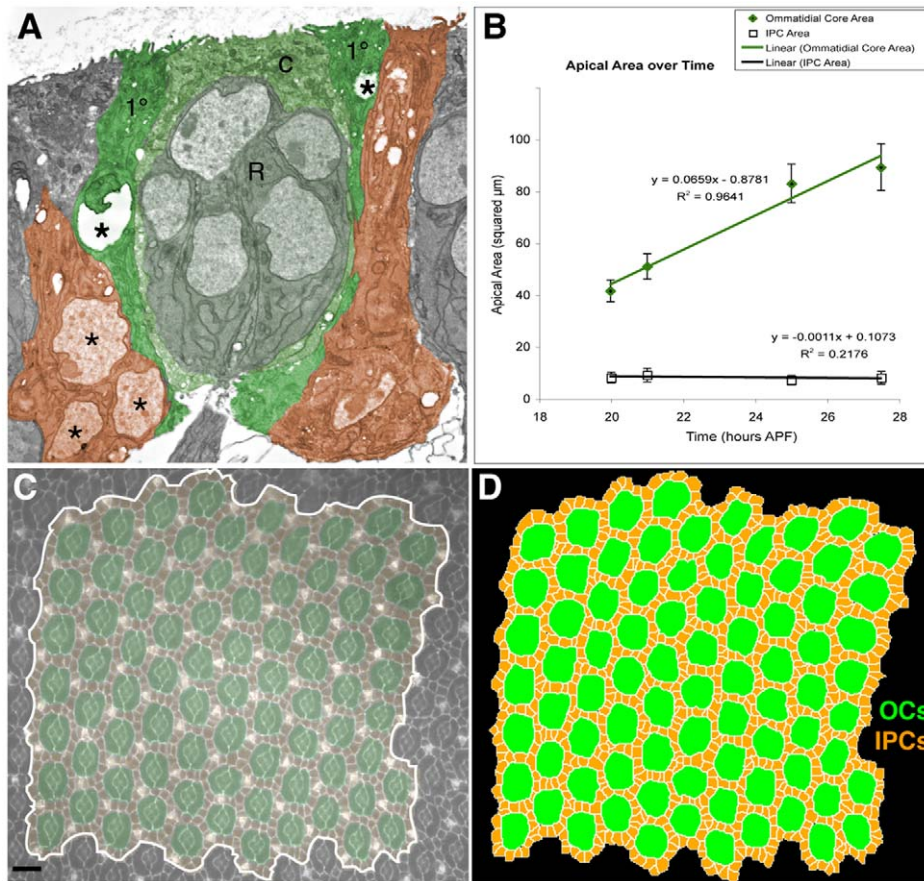 A
1°
C
1°
*
R
*
*
*
*
B
Ommatidial Core Area
IPC Area
Linear (Ommatidial Core Area)
Linear (IPC Area)
Apical Area over Time
Apical Area (squared µm)
100
80
60
40
20
0
y = 0.0659x - 0.8781
R² = 0.9641
y = -0.0011x + 0.1073
R² = 0.2176
18 20 22 24 26 28
Time (hours APF)
C
D
OCs
IPCs